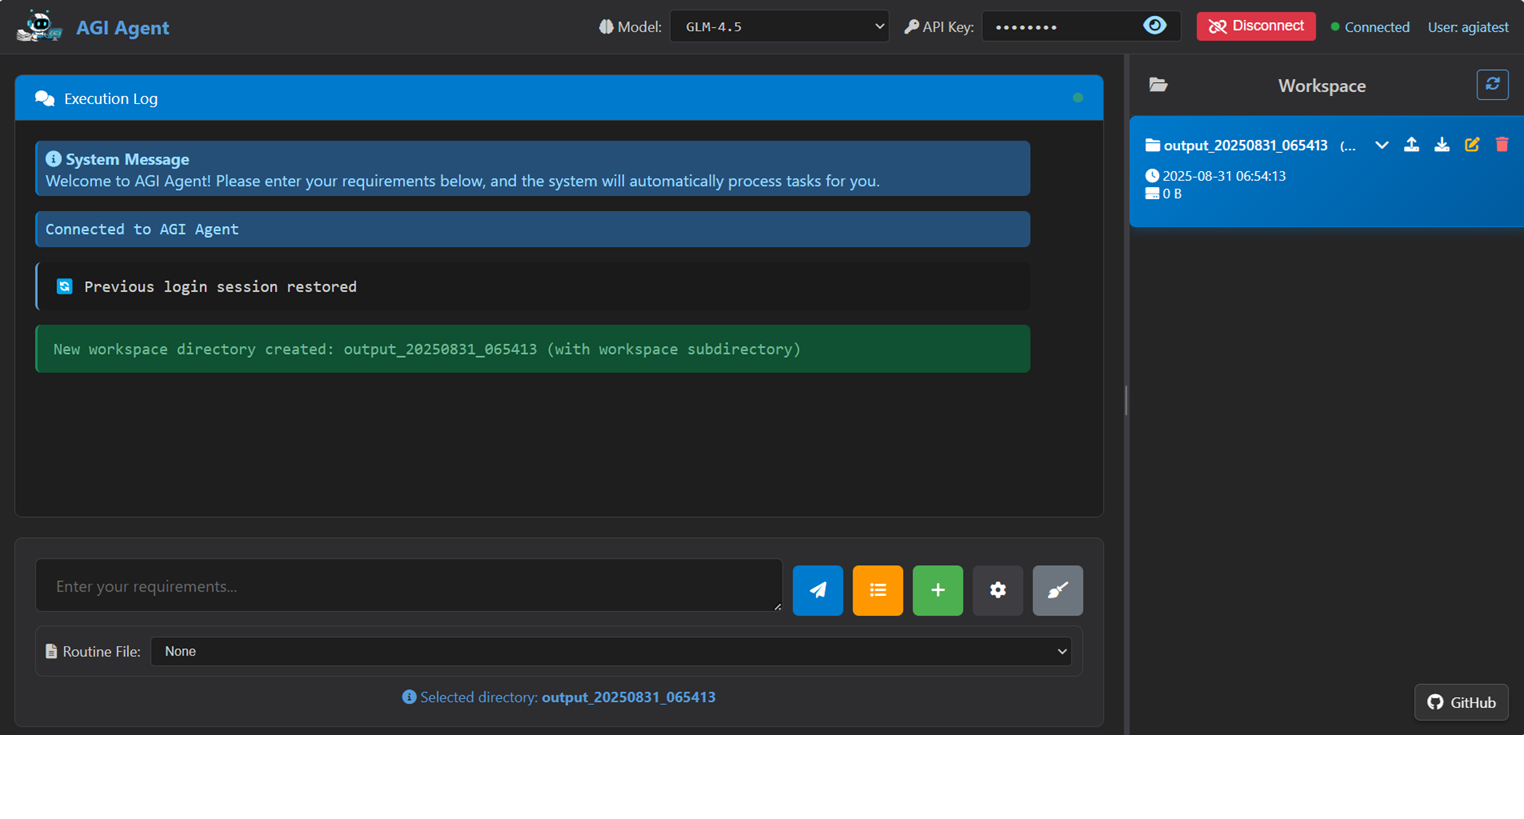 AGI Agent
Model:
GLM-4.5
API Key:
••••••••
Disconnect
Connected
User: agiatest
Execution Log
System Message
Welcome to AGI Agent! Please enter your requirements below, and the system will automatically process tasks for you.
Connected to AGI Agent
Previous login session restored
New workspace directory created: output_20250831_065413 (with workspace subdirectory)
Enter your requirements...
Routine File:
None
Selected directory: output_20250831_065413
Workspace
output_20250831_065413 (...
2025-08-31 06:54:13
0 B
GitHub